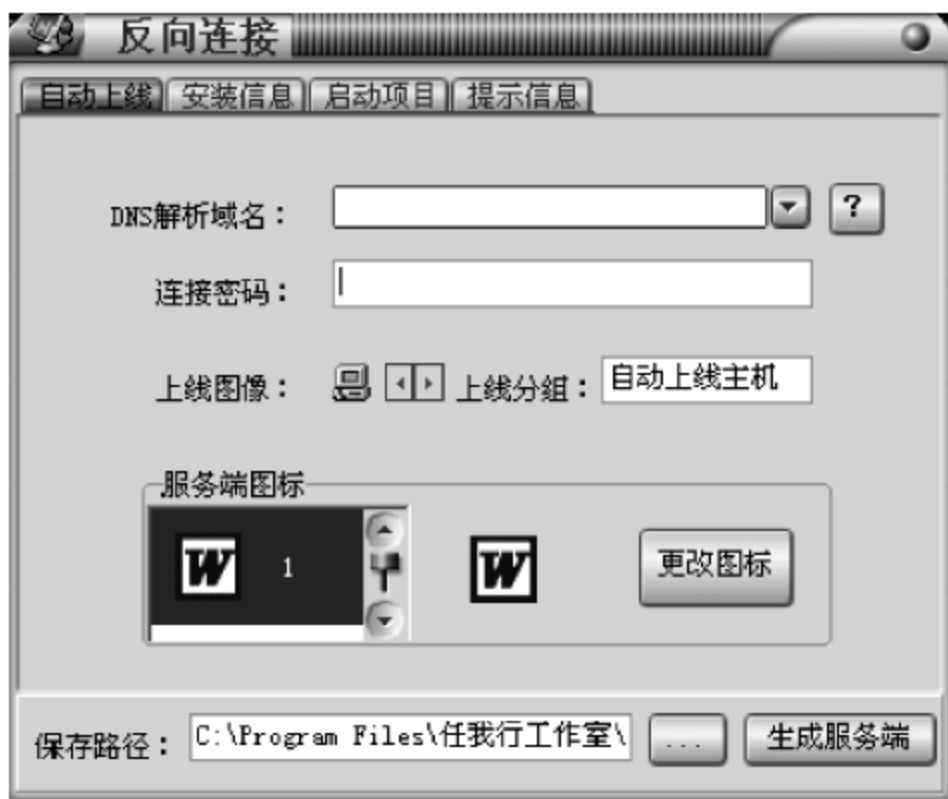 反向连接
自动上线 安装信息 启动项目 提示信息
DNS解析域名： ?
连接密码：
上线图像： 上线分组： 自动上线主机
服务端图标
W 1 W 更改图标
保存路径： C:\Program Files\任我行工作室\ ... 生成服务端